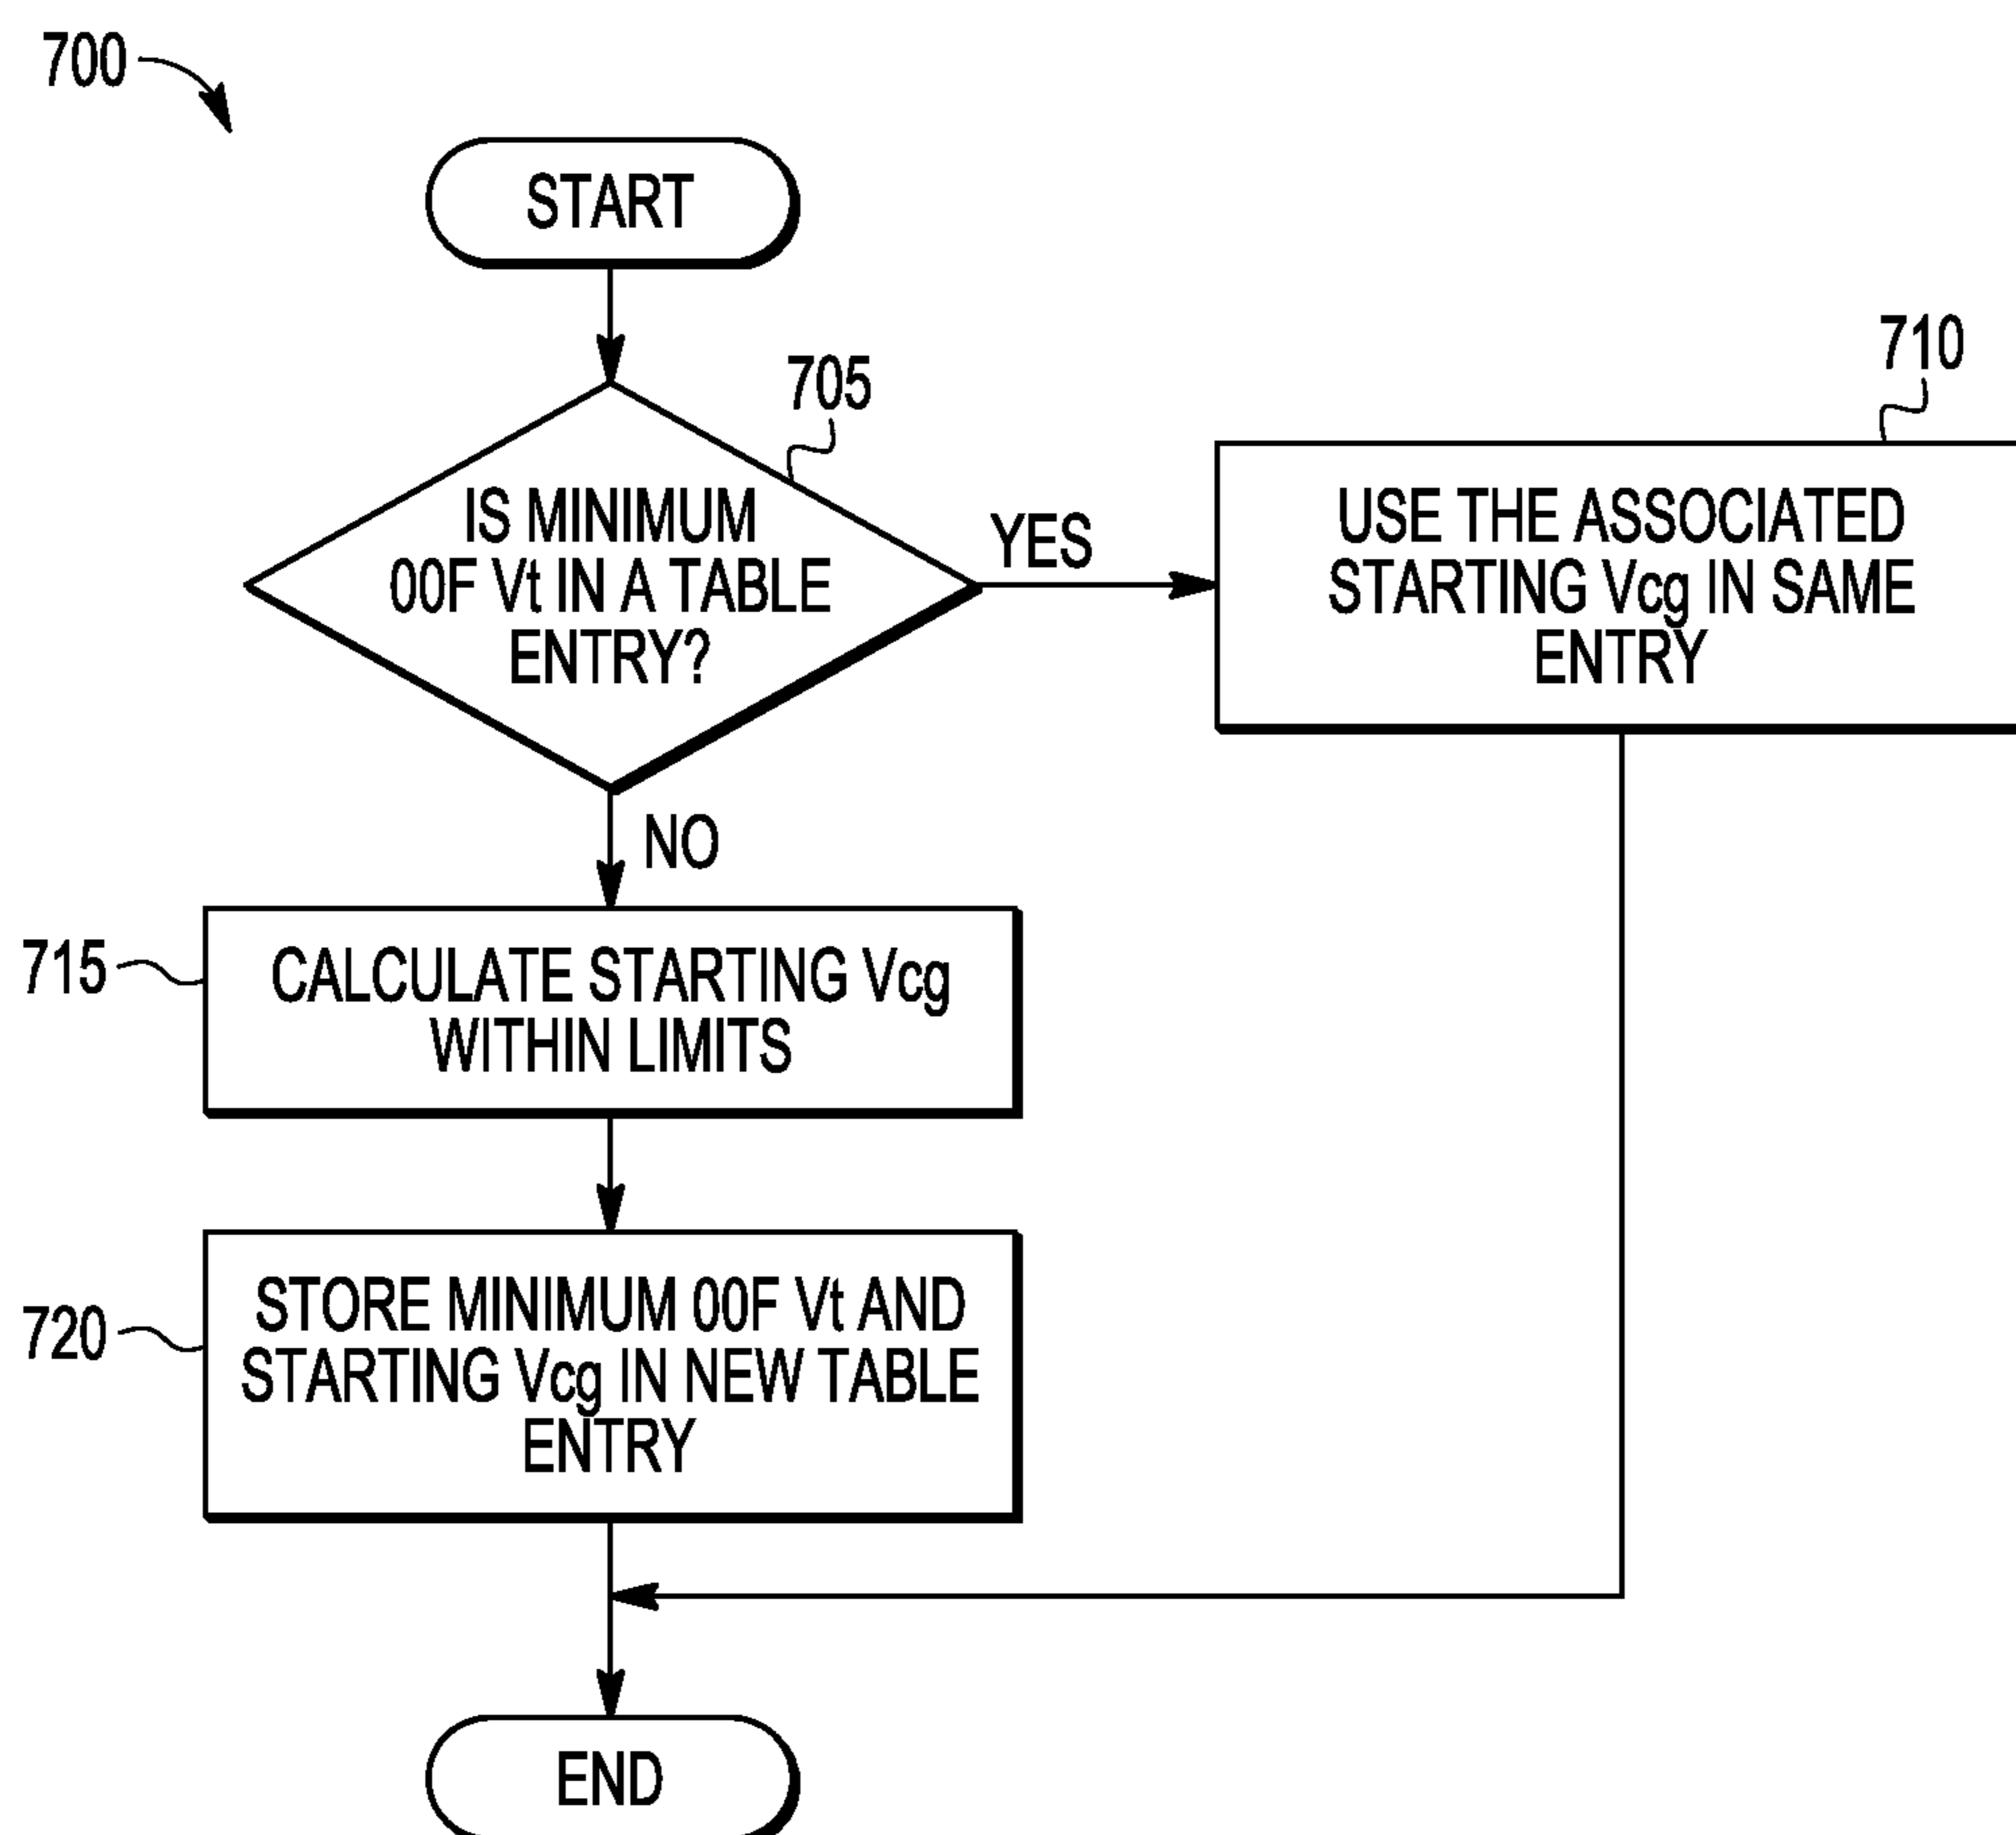 700
START
705
IS MINIMUM
00F Vt IN A TABLE
ENTRY?
YES
710
USE THE ASSOCIATED
STARTING Vcg IN SAME
ENTRY
NO
715
CALCULATE STARTING Vcg
WITHIN LIMITS
720
STORE MINIMUM 00F Vt AND
STARTING Vcg IN NEW TABLE
ENTRY
END